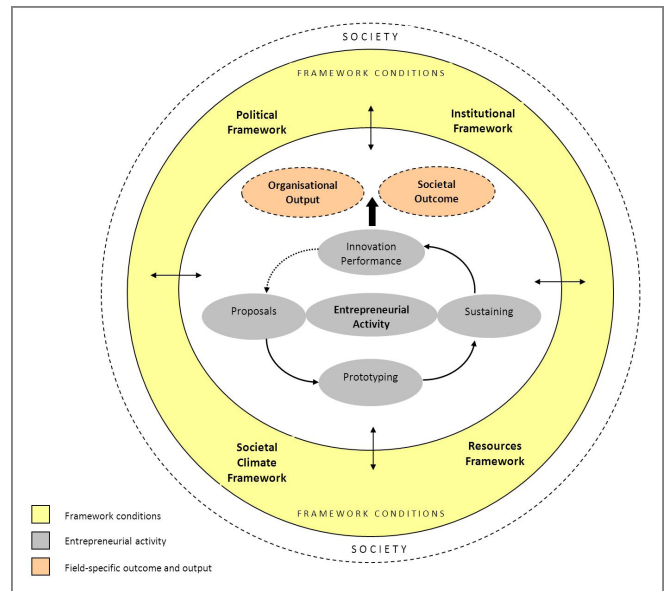 SOCIETY
FRAMEWORK CONDITIONS
Political
Framework
Institutional
Framework
Organisational
Output
Societal
Outcome
Innovation
Performance
Proposals
Entrepreneurial
Activity
Sustaining
Prototyping
Societal
Climate
Framework
Resources
Framework
FRAMEWORK CONDITIONS
SOCIETY
Framework conditions
Entrepreneurial activity
Field-specific outcome and output